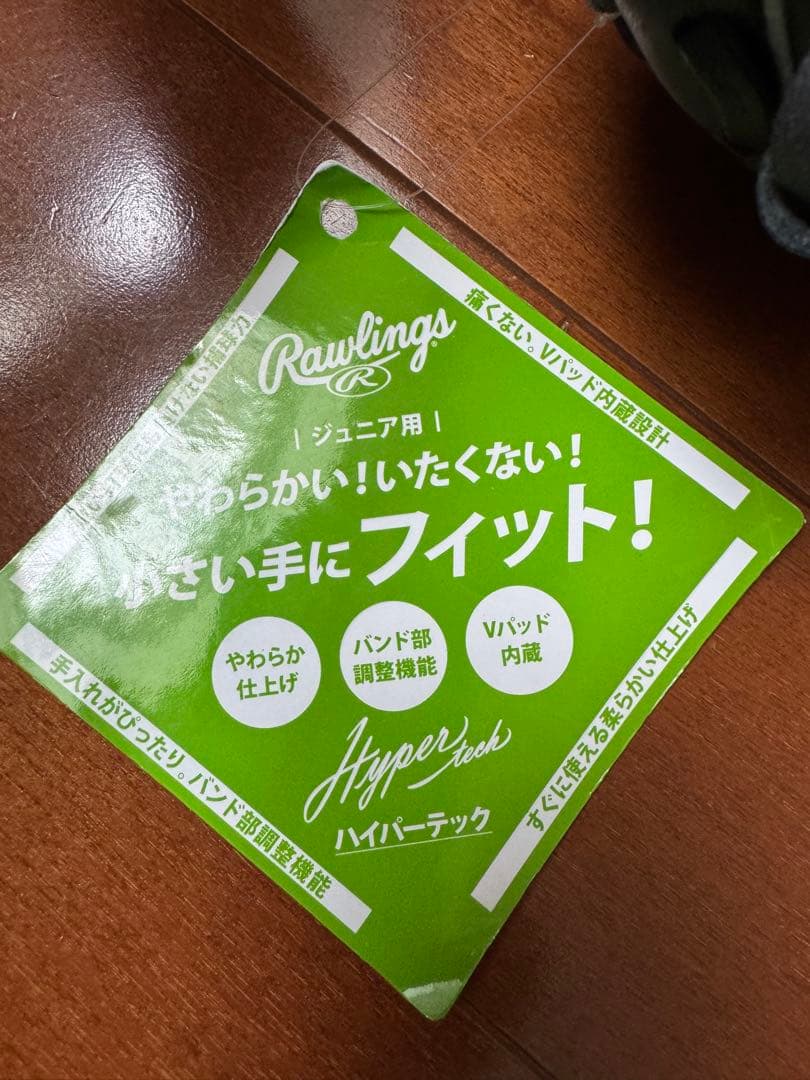 Rawlings
R
痛くない。Vパッド内蔵設計
| ジュニア用 |
やわらかい！いたくない！
小さい手にフィット！
やわらか
仕上げ
バンド部
調整機能
Vパッド
内蔵
Hyper tech
ハイパーテック
手入れがぴったり。バンド部調整機能
すぐに使える柔らかい仕上げ